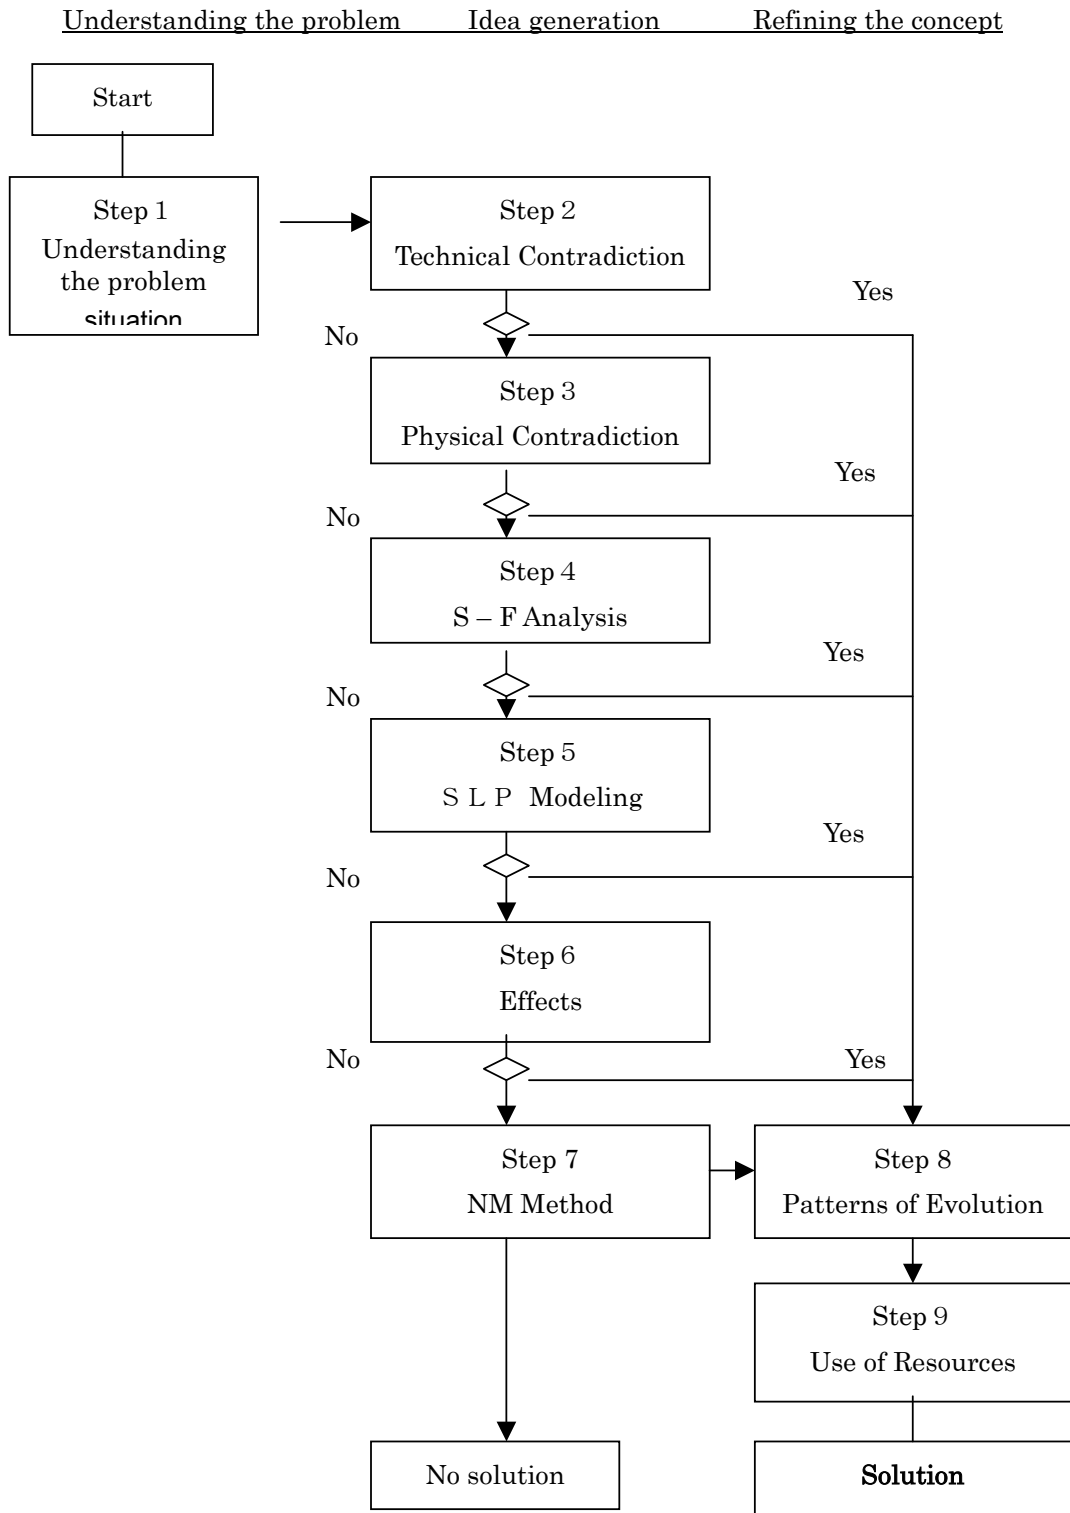 Understanding the problem Idea generation Refining the concept
Start
Step 1
Understanding
the problem
situation
Step 2
Technical Contradiction
Yes
No
Step 3
Physical Contradiction
Yes
No
Step 4
S – F Analysis
Yes
No
Step 5
S L P Modeling
Yes
No
Step 6
Effects
No
Yes
Step 7
NM Method
Step 8
Patterns of Evolution
Step 9
Use of Resources
No solution
Solution